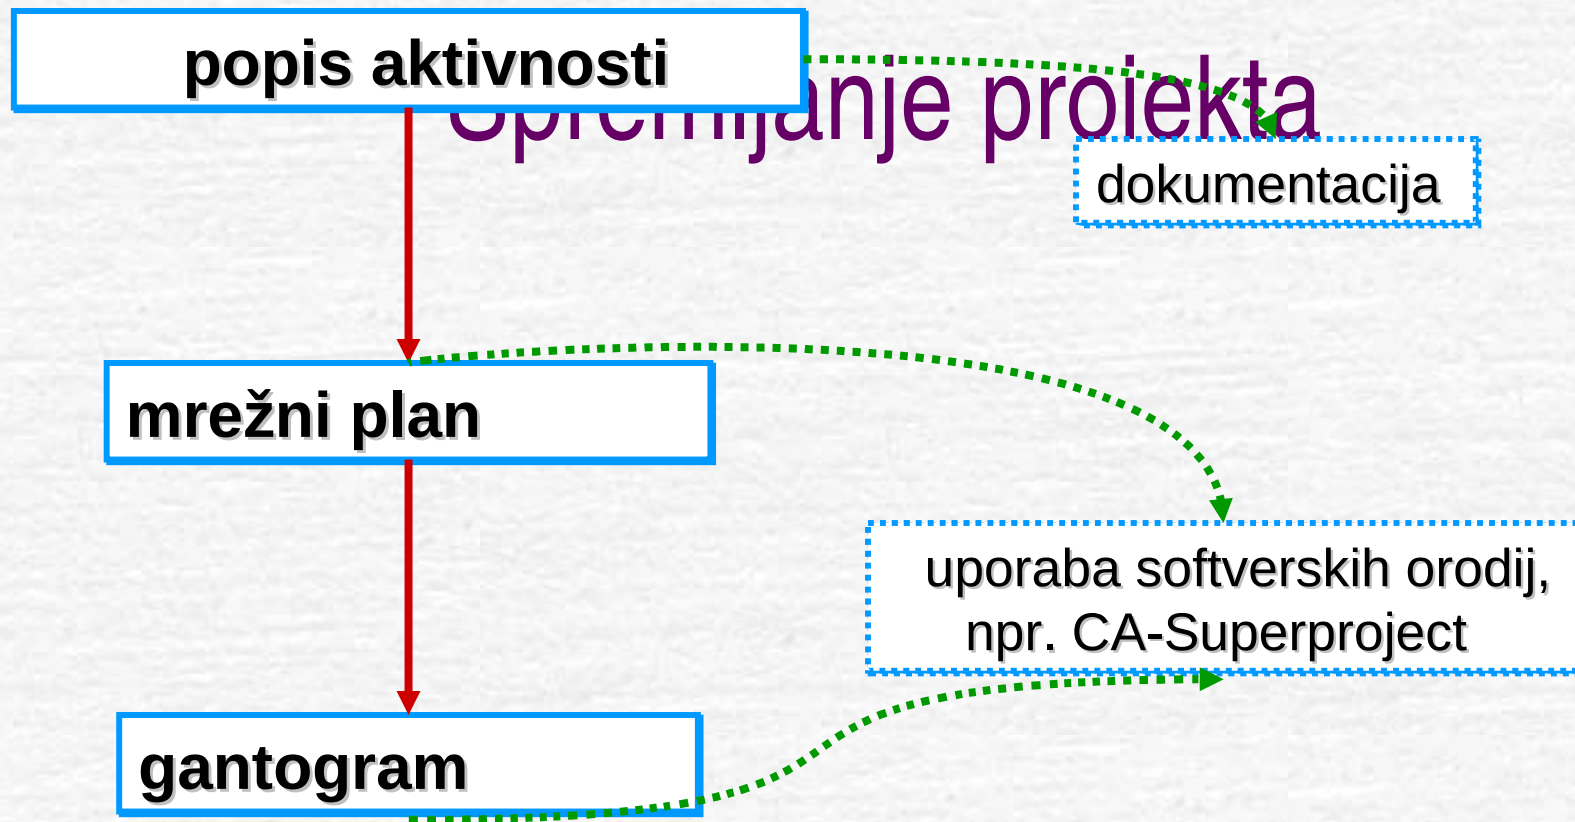 popis aktivnosti
Spremljanje projekta
dokumentacija
mrežni plan
uporaba softverskih orodij,
npr. CA-Superproject
gantogram